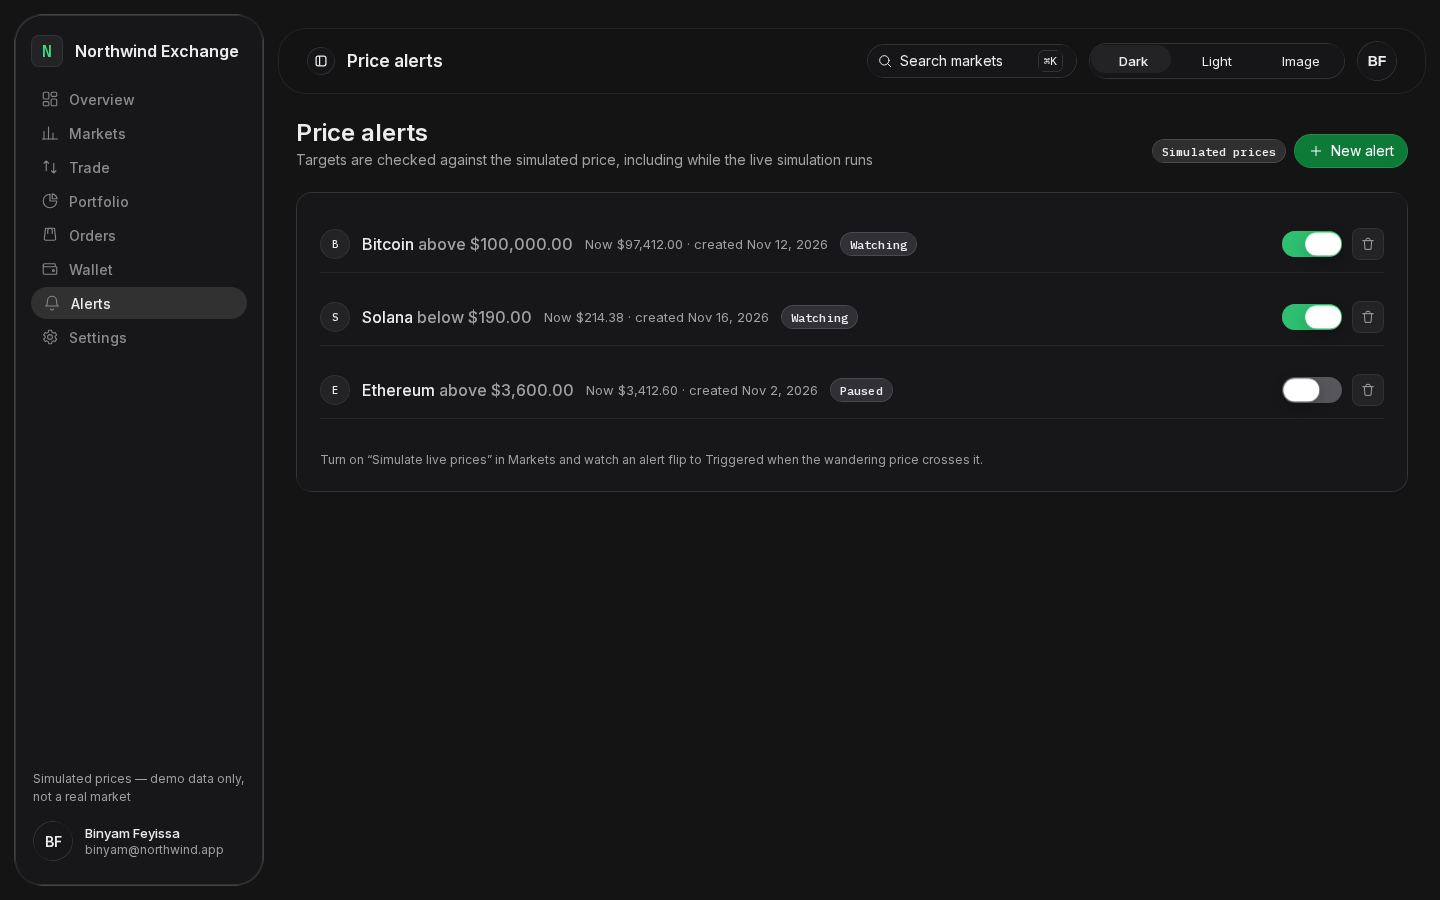 N Northwind Exchange
Overview
Markets
Trade
Portfolio
Orders
Wallet
Alerts
Settings
Simulated prices — demo data only,
not a real market
BF
Binyam Feyissa
binyam@northwind.app
Price alerts
Search markets ⌘K
Dark Light Image
BF
Price alerts
Targets are checked against the simulated price, including while the live simulation runs
Simulated prices
New alert
B Bitcoin above $100,000.00 Now $97,412.00 · created Nov 12, 2026 Watching
S Solana below $190.00 Now $214.38 · created Nov 16, 2026 Watching
E Ethereum above $3,600.00 Now $3,412.60 · created Nov 2, 2026 Paused
Turn on “Simulate live prices” in Markets and watch an alert flip to Triggered when the wandering price crosses it.